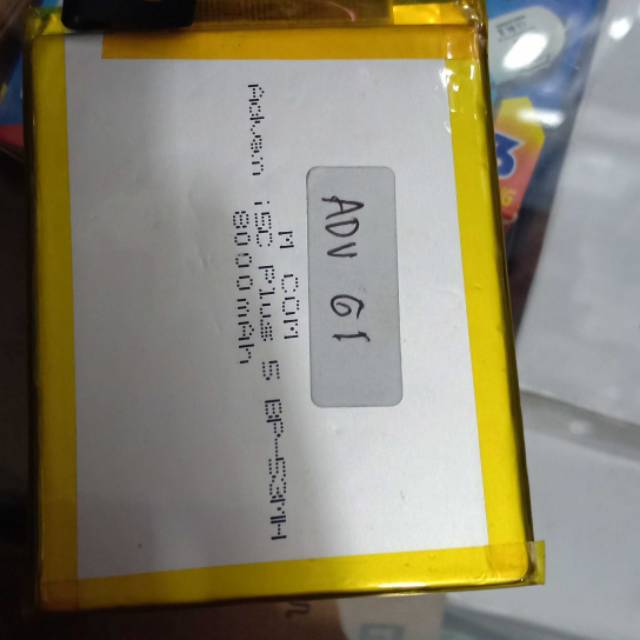 ADV G1
M COM
Advan i5C Plus 5 BP-53MH
8000mAh